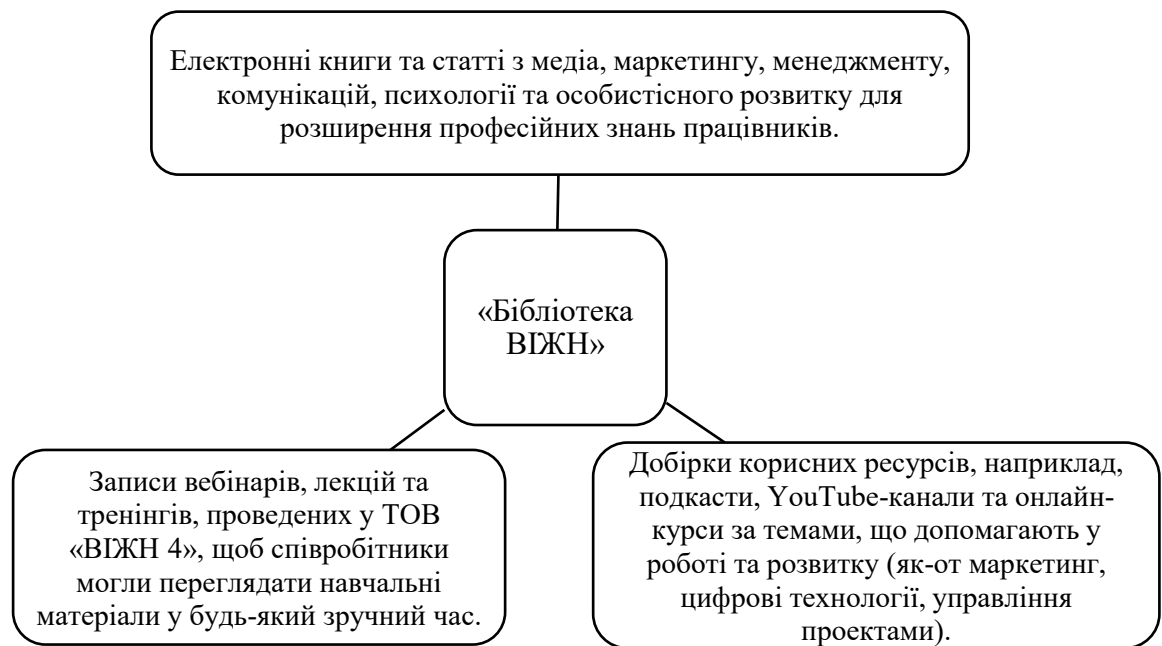 Електронні книги та статті з медіа, маркетингу, менеджменту,
комунікацій, психології та особистісного розвитку для
розширення професійних знань працівників.
«Бібліотека
ВІЖН»
Записи вебінарів, лекцій та
тренінгів, проведених у ТОВ
«ВІЖН 4», щоб співробітники
могли переглядати навчальні
матеріали у будь-який зручний час.
Добірки корисних ресурсів, наприклад,
подкасти, YouTube-канали та онлайн-
курси за темами, що допомагають у
роботі та розвитку (як-от маркетинг,
цифрові технології, управління
проектами).